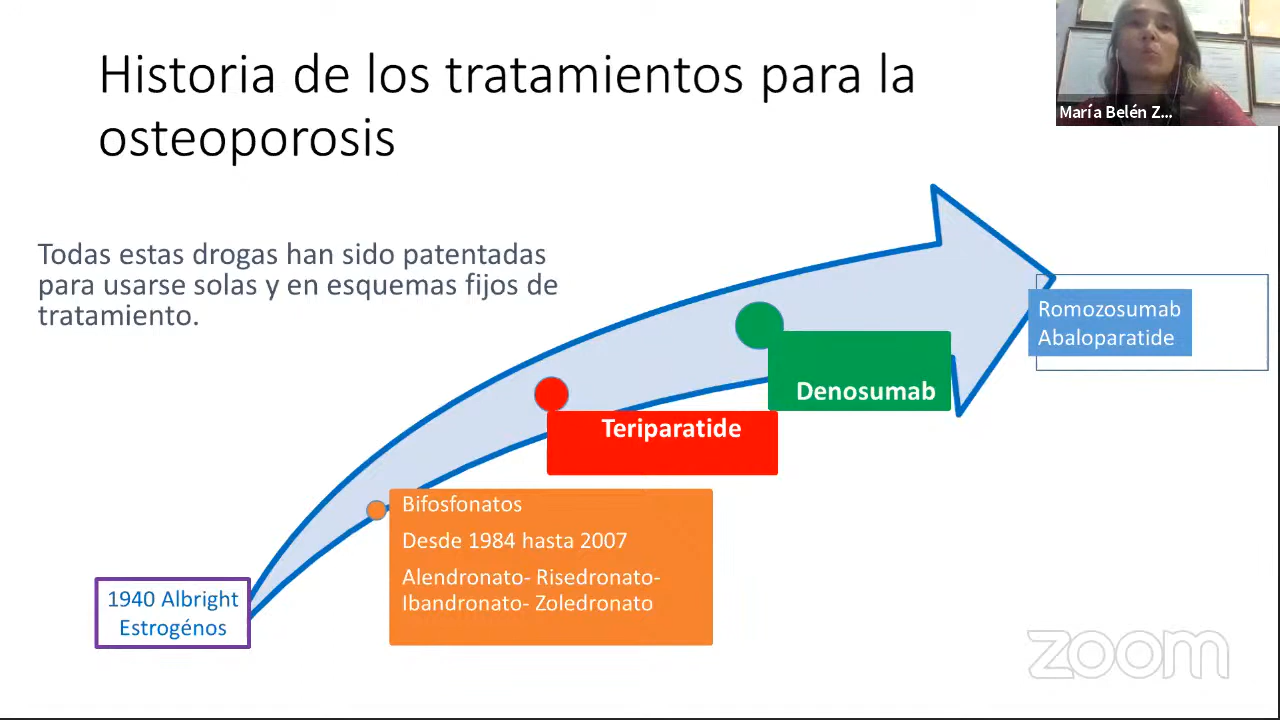 Historia de los tratamientos para la
osteoporosis
María Belén Z...
Todas estas drogas han sido patentadas
para usarse solas y en esquemas fijos de
tratamiento.
Romozosumab
Abaloparatide
Denosumab
Teriparatide
Bifosfonatos
Desde 1984 hasta 2007
Alendronato- Risedronato-
Ibandronato- Zoledronato
1940 Albright
Estrogénos
zoom